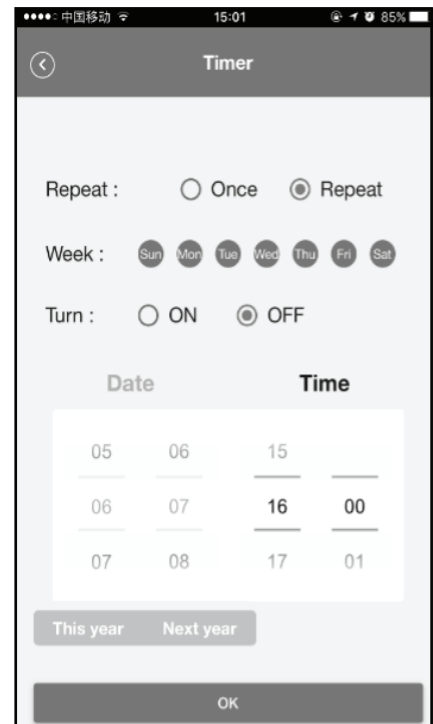 中国移动 15:01 85%
Timer
Repeat : Once Repeat
Week : Sun Mon Tue Wed Thu Fri Sat
Turn : ON OFF
Date Time
05 06 15
06 07 16 00
07 08 17 01
This year Next year
OK